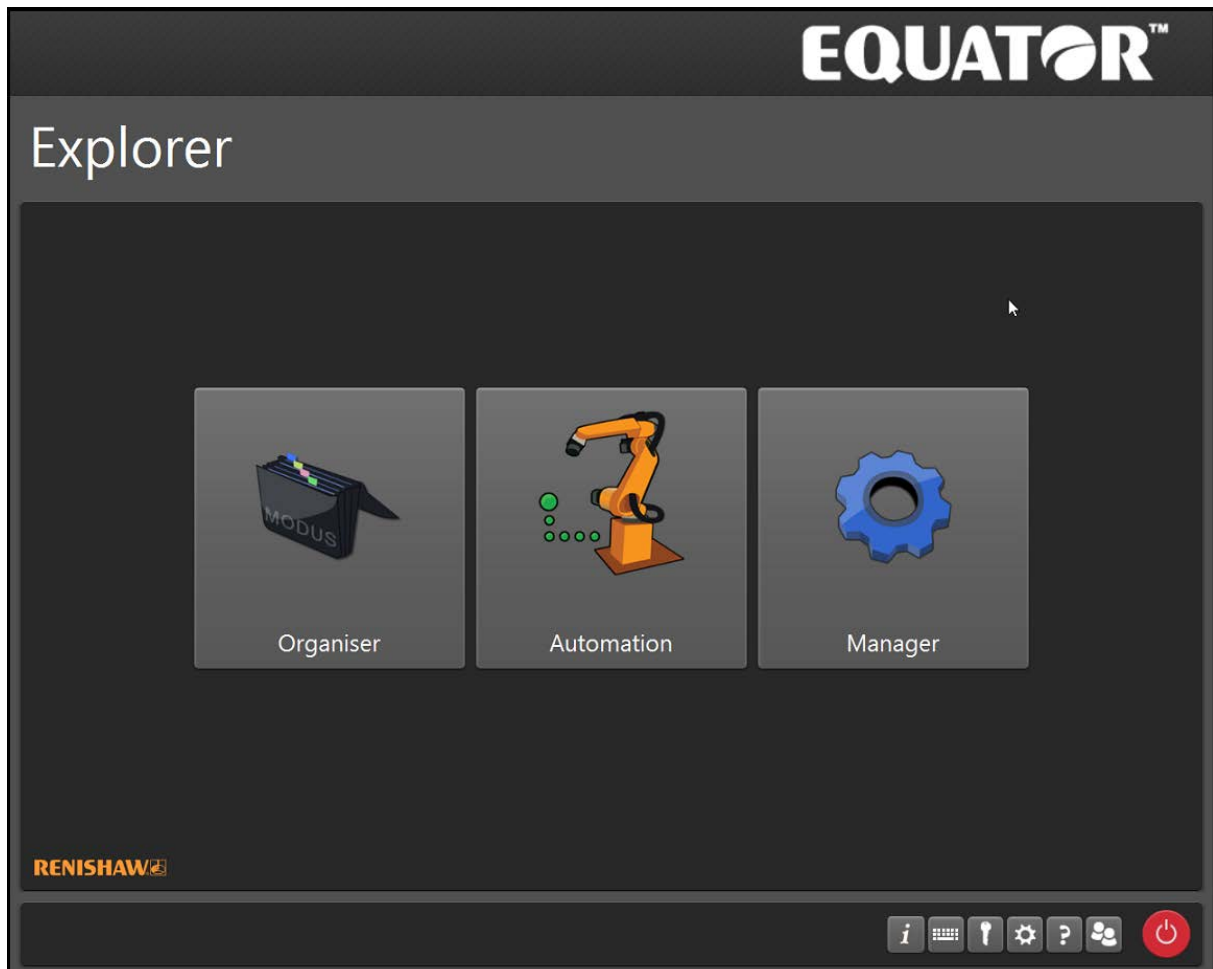 EQUATOR™
Explorer
MODUS
Organiser
Automation
Manager
RENISHAW
i
?